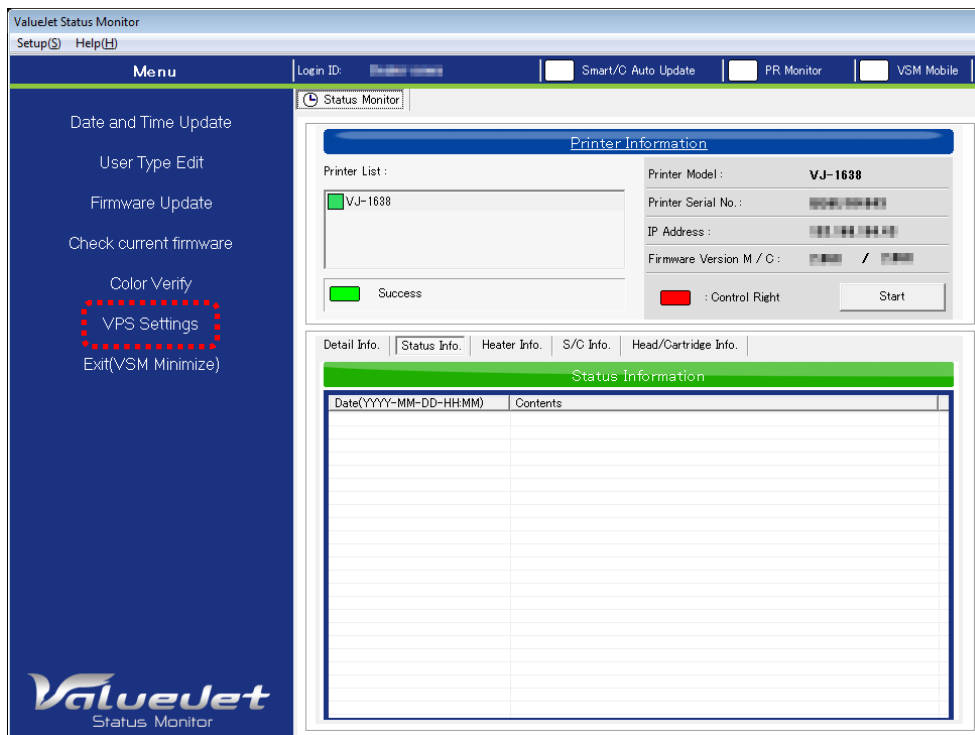 ValueJet Status Monitor
Setup(S) Help(H)
Menu
Login ID:
Smart/C Auto Update
PR Monitor
VSM Mobile
Date and Time Update
User Type Edit
Firmware Update
Check current firmware
Color Verify
VPS Settings
Exit(VSM Minimize)
ValueJet
Status Monitor
Status Monitor
Printer Information
Printer List :
VJ-1638
Success
Printer Model : VJ-1638
Printer Serial No. :
IP Address :
Firmware Version M / C : /
: Control Right
Start
Detail Info. Status Info. Heater Info. S/C Info. Head/Cartridge Info.
Status Information
Date(YYYY-MM-DD-HH:MM) Contents